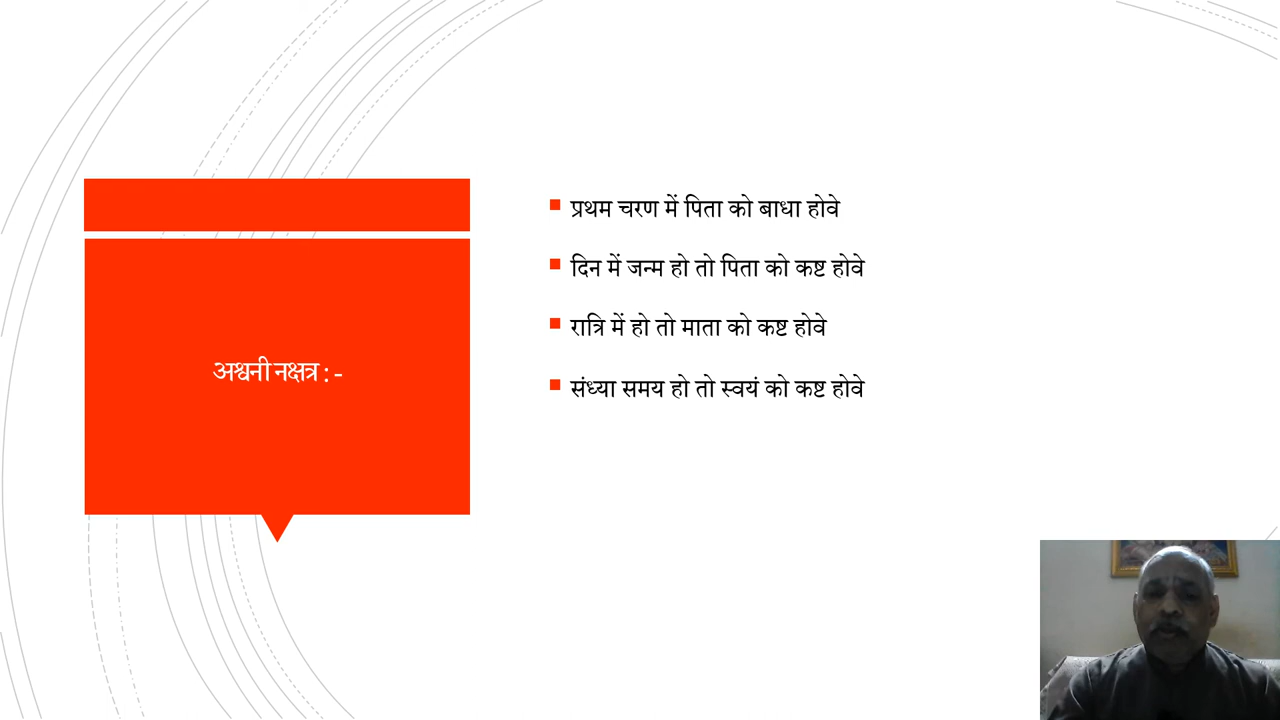 अश्वनी नक्षत्र : -
प्रथम चरण में पिता को बाधा होवे
दिन में जन्म हो तो पिता को कष्ट होवे
रात्रि में हो तो माता को कष्ट होवे
संध्या समय हो तो स्वयं को कष्ट होवे